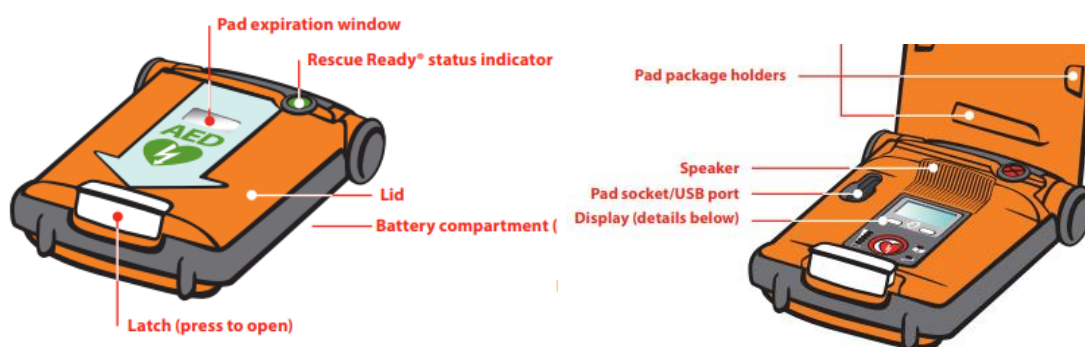 Pad expiration window
Rescue Ready® status indicator
AED
Lid
Battery compartment (
Latch (press to open)
Pad package holders
Speaker
Pad socket/USB port
Display (details below)